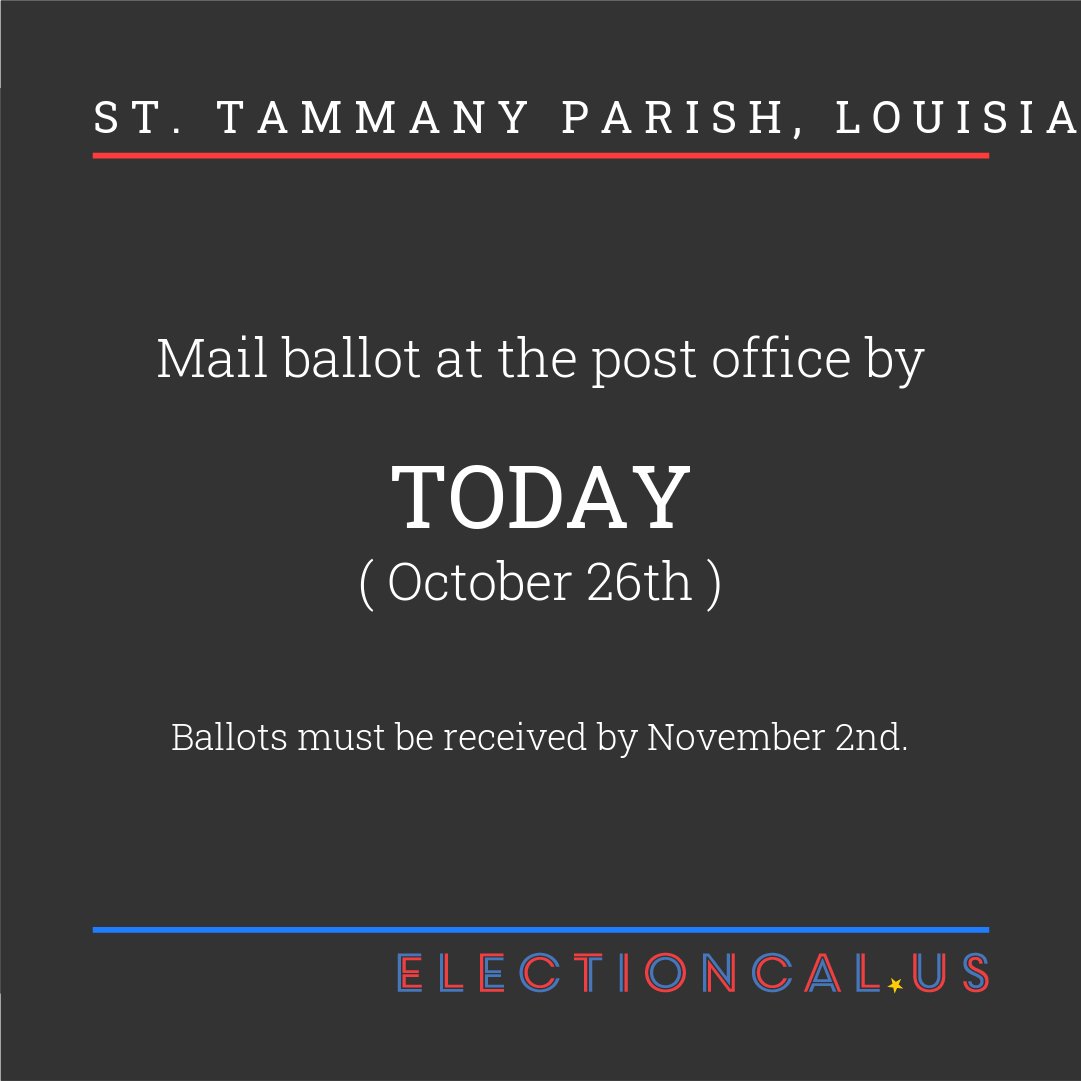 ST. TAMMANY PARISH, LOUISIA
Mail ballot at the post office by
TODAY
( October 26th )
Ballots must be received by November 2nd.
ELECTIONCAL.US